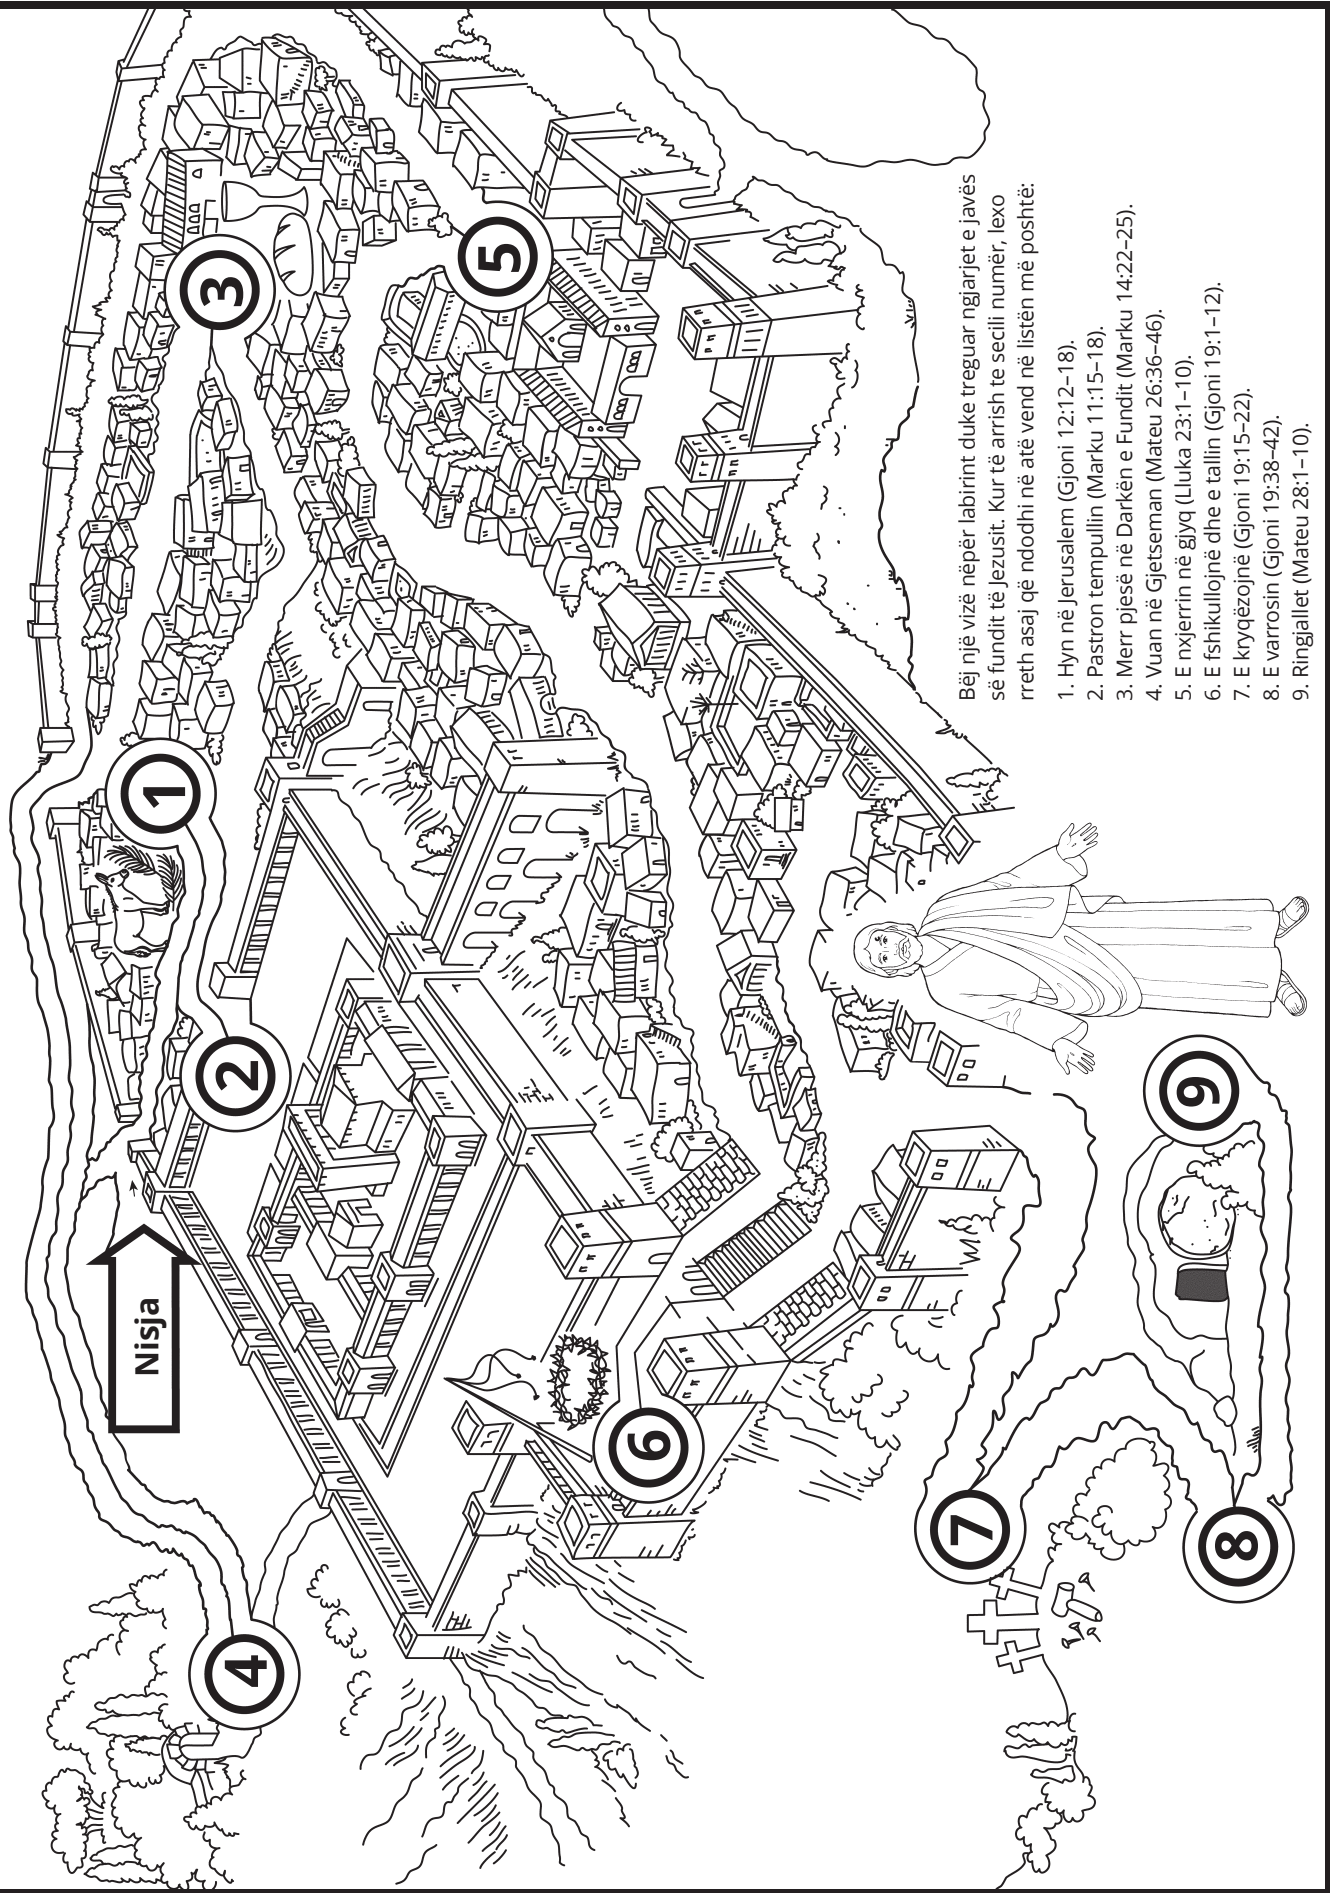 Nisja
1
2
3
4
5
6
7
8
9
Bëj një vizë nëpër labirint duke treguar ngjarjet e javës
së fundit të Jezusit. Kur të arrish te secili numër, lexo
rreth asaj që ndodhi në atë vend në listën më poshtë:
1. Hyn në Jerusalem (Gjoni 12:12–18).
2. Pastron tempullin (Marku 11:15–18).
3. Merr pjesë në Darkën e Fundit (Marku 14:22–25).
4. Vuan në Gjetseman (Mateu 26:36–46).
5. E nxjerrin në gjyq (Lluka 23:1–10).
6. E fshikullojnë dhe e tallin (Gjoni 19:1–12).
7. E kryqëzojnë (Gjoni 19:15–22).
8. E varrosin (Gjoni 19:38–42).
9. Ringjallet (Mateu 28:1–10).